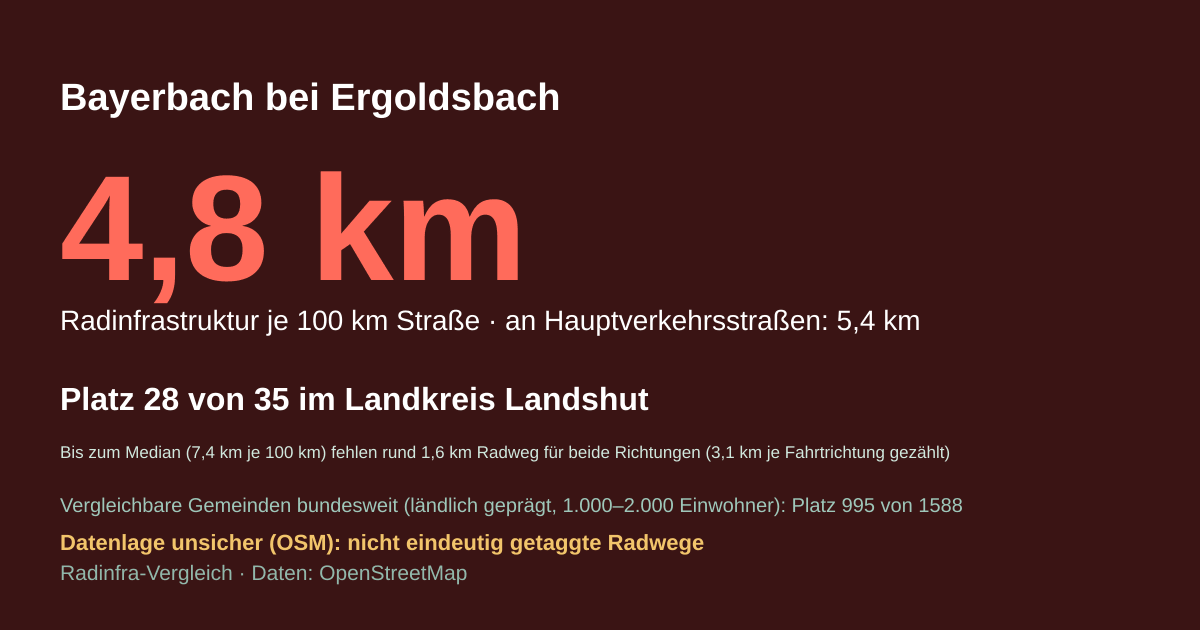 Bayerbach bei Ergoldsbach
4,8 km
Radinfrastruktur je 100 km Straße · an Hauptverkehrsstraßen: 5,4 km
Platz 28 von 35 im Landkreis Landshut
Bis zum Median (7,4 km je 100 km) fehlen rund 1,6 km Radweg für beide Richtungen (3,1 km je Fahrtrichtung gezählt)
Vergleichbare Gemeinden bundesweit (ländlich geprägt, 1.000–2.000 Einwohner): Platz 995 von 1588
Datenlage unsicher (OSM): nicht eindeutig getaggte Radwege
Radinfra-Vergleich · Daten: OpenStreetMap